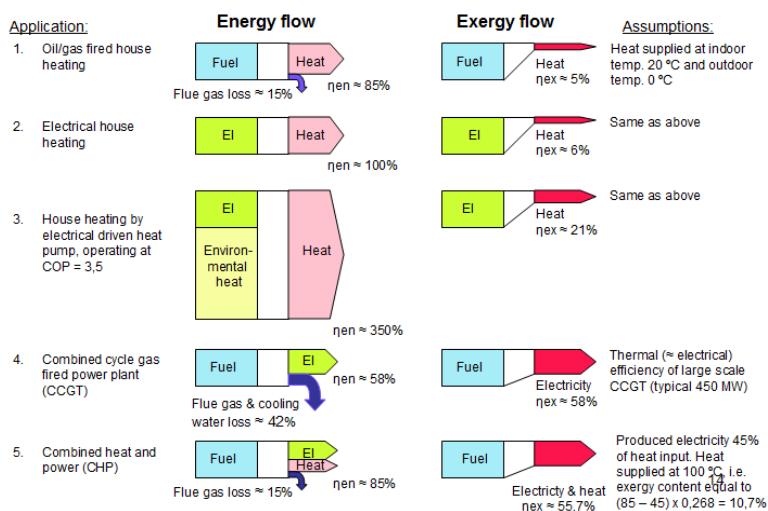 Energy flow
Exergy flow
Application:
Assumptions:
1. Oil/gas fired house
heating
Fuel
Heat
Flue gas loss ≈ 15%
ηen ≈ 85%
Fuel
Heat
ηex ≈ 5%
Heat supplied at indoor
temp. 20 ºC and outdoor
temp. 0 ºC
2. Electrical house
heating
El
Heat
ηen ≈ 100%
El
Heat
ηex ≈ 6%
Same as above
3. House heating by
electrical driven heat
pump, operating at
COP = 3,5
El
Environ-
mental
heat
Heat
ηen ≈ 350%
El
Heat
ηex ≈ 21%
Same as above
4. Combined cycle gas
fired power plant
(CCGT)
Fuel
El
ηen ≈ 58%
Flue gas & cooling
water loss ≈ 42%
Fuel
Electricity
ηex ≈ 58%
Thermal (≈ electrical)
efficiency of large scale
CCGT (typical 450 MW)
5. Combined heat and
power (CHP)
Fuel
El
Heat
Flue gas loss ≈ 15%
ηen ≈ 85%
Fuel
Electricty & heat
ηex ≈ 55.7%
Produced electricity 45%
of heat input. Heat
supplied at 100 ºC, i.e.
exergy content equal to
(85 – 45) x 0,268 = 10,7%
14